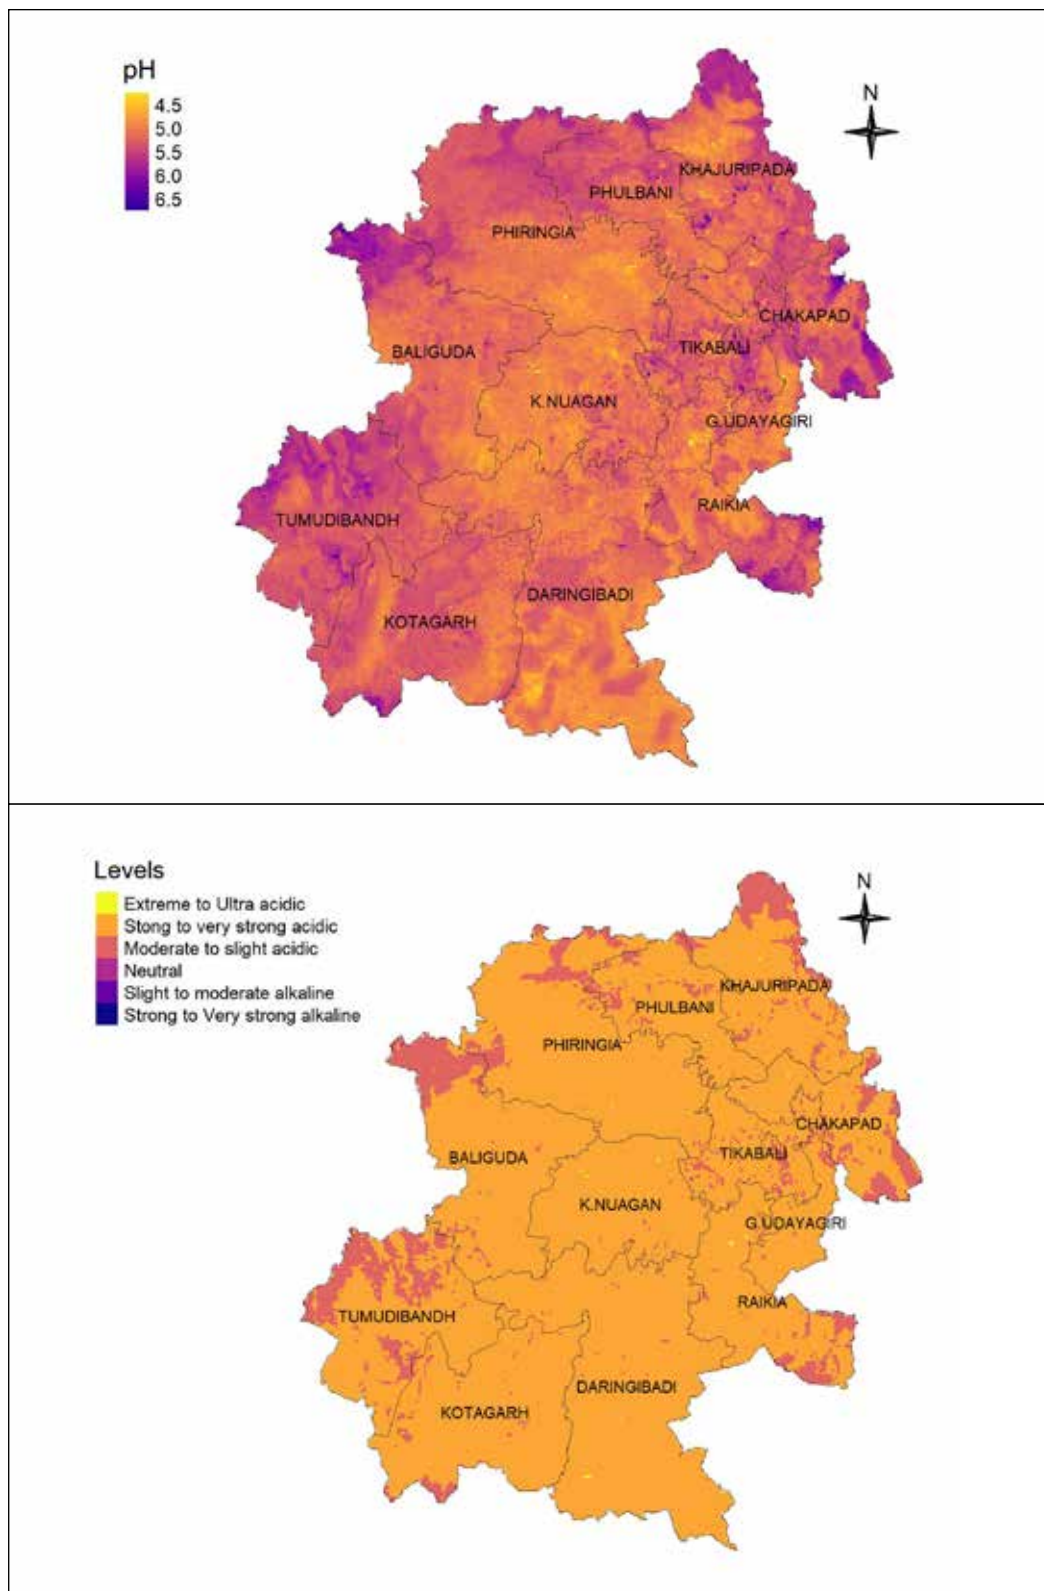 pH
4.5
5.0
5.5
6.0
6.5
N
KHAJURIPADA
PHULBANI
PHIRINGIA
CHAKAPAD
TIKABALI
BALIGUDA
K.NUAGAN
G.UDAYAGIRI
RAIKIA
TUMUDIBANDH
DARINGIBADI
KOTAGARH
Levels
Extreme to Ultra acidic
Stong to very strong acidic
Moderate to slight acidic
Neutral
Slight to moderate alkaline
Strong to Very strong alkaline
N
KHAJURIPADA
PHULBANI
PHIRINGIA
CHAKAPAD
TIKABALI
BALIGUDA
K.NUAGAN
G.UDAYAGIRI
RAIKIA
TUMUDIBANDH
DARINGIBADI
KOTAGARH